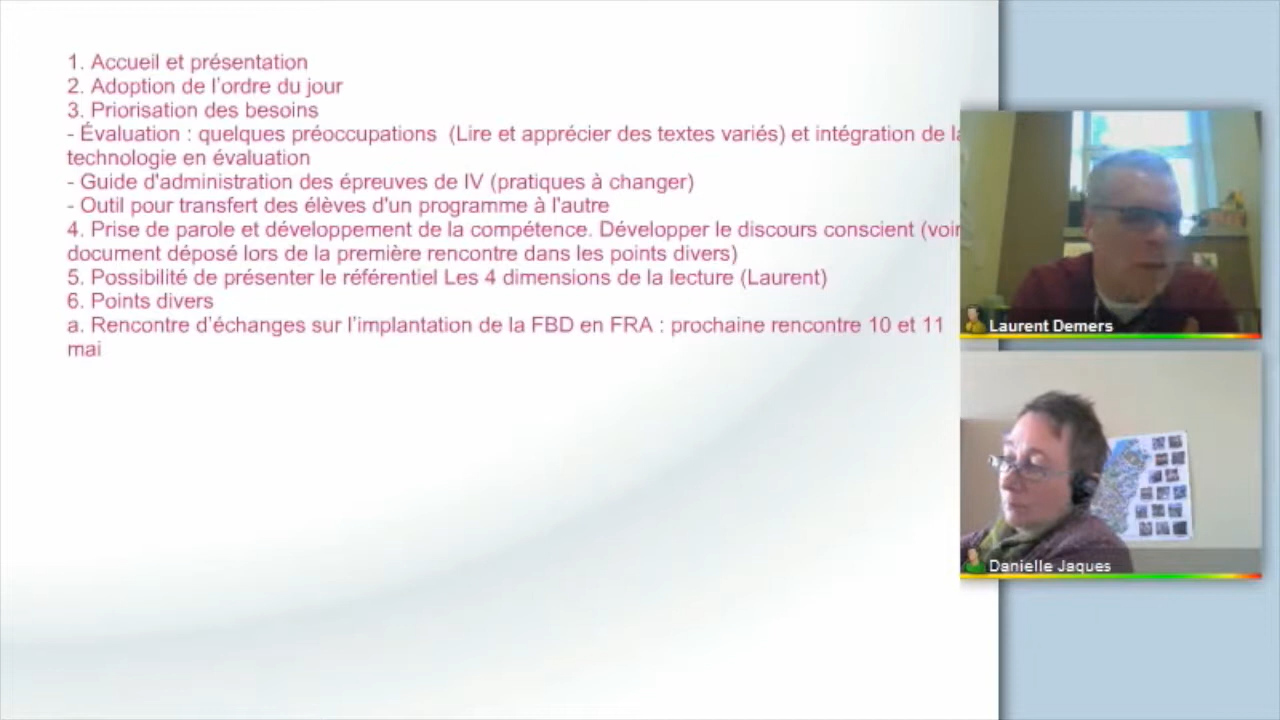 1. Accueil et présentation
2. Adoption de l’ordre du jour
3. Priorisation des besoins
- Évaluation : quelques préoccupations  (Lire et apprécier des textes variés) et intégration de la
technologie en évaluation
- Guide d'administration des épreuves de IV (pratiques à changer)
- Outil pour transfert des élèves d'un programme à l'autre
4. Prise de parole et développement de la compétence. Développer le discours conscient (voir
document déposé lors de la première rencontre dans les points divers)
5. Possibilité de présenter le référentiel Les 4 dimensions de la lecture (Laurent)
6. Points divers
a. Rencontre d’échanges sur l’implantation de la FBD en FRA : prochaine rencontre 10 et 11
mai
Laurent Demers
Danielle Jaques